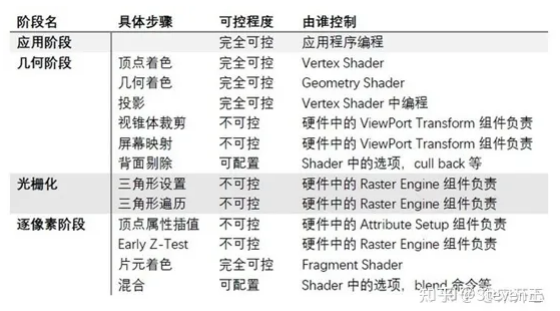 阶段名 具体步骤 可控程度 由谁控制
应用阶段 完全可控 应用程序编程
几何阶段 顶点着色 完全可控 Vertex Shader
几何着色 完全可控 Geometry Shader
投影 完全可控 Vertex Shader 中编程
视锥体裁剪 不可控 硬件中的 ViewPort Transform 组件负责
屏幕映射 不可控 硬件中的 ViewPort Transform 组件负责
背面剔除 可配置 Shader 中的选项，cull back 等
光栅化 三角形设置 不可控 硬件中的 Raster Engine 组件负责
三角形遍历 不可控 硬件中的 Raster Engine 组件负责
逐像素阶段 顶点属性插值 不可控 硬件中的 Attribute Setup 组件负责
Early Z-Test 不可控 硬件中的 Raster Engine 组件负责
片元着色 完全可控 Fragment Shader
混合 可配置 Shader 中的选项，blend 命令等
知乎